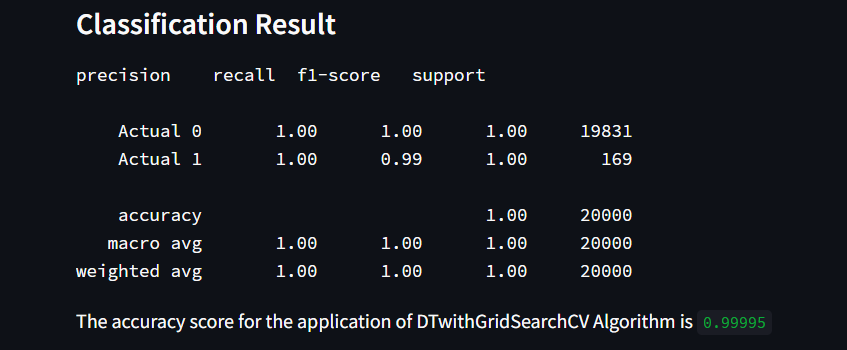 Classification Result
precision recall f1-score support
Actual 0 1.00 1.00 1.00 19831
Actual 1 1.00 0.99 1.00 169
accuracy 1.00 20000
macro avg 1.00 1.00 1.00 20000
weighted avg 1.00 1.00 1.00 20000
The accuracy score for the application of DTwithGridSearchCV Algorithm is 0.99995